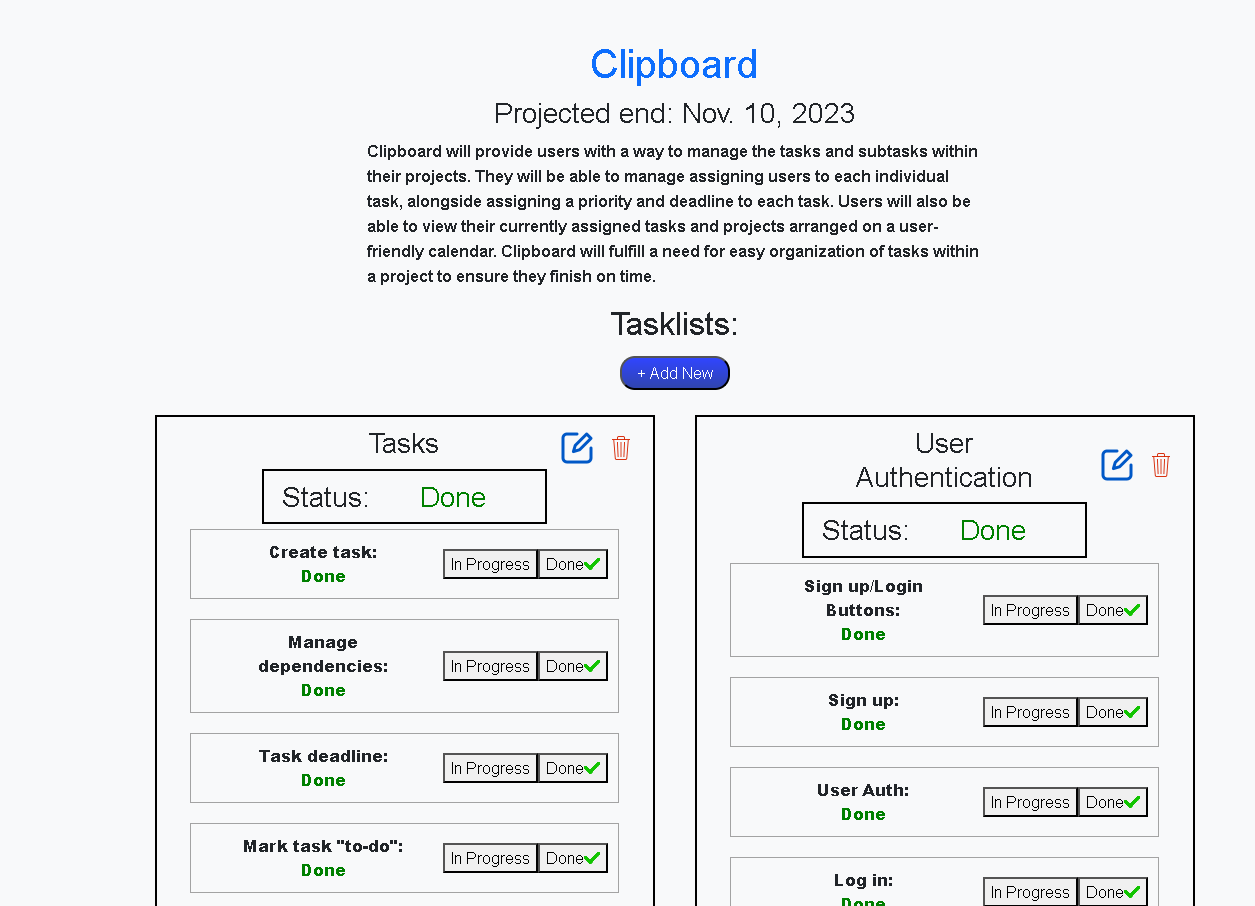 Clipboard
Projected end: Nov. 10, 2023
Clipboard will provide users with a way to manage the tasks and subtasks within
their projects. They will be able to manage assigning users to each individual
task, alongside assigning a priority and deadline to each task. Users will also be
able to view their currently assigned tasks and projects arranged on a user-
friendly calendar. Clipboard will fulfill a need for easy organization of tasks within
a project to ensure they finish on time.
Tasklists:
+ Add New
Tasks
Status: Done
Create task:
Done
In Progress Done
Manage
dependencies:
Done
In Progress Done
Task deadline:
Done
In Progress Done
Mark task "to-do":
Done
In Progress Done
User
Authentication
Status: Done
Sign up/Login
Buttons:
Done
In Progress Done
Sign up:
Done
In Progress Done
User Auth:
Done
In Progress Done
Log in:
Done
In Progress Done